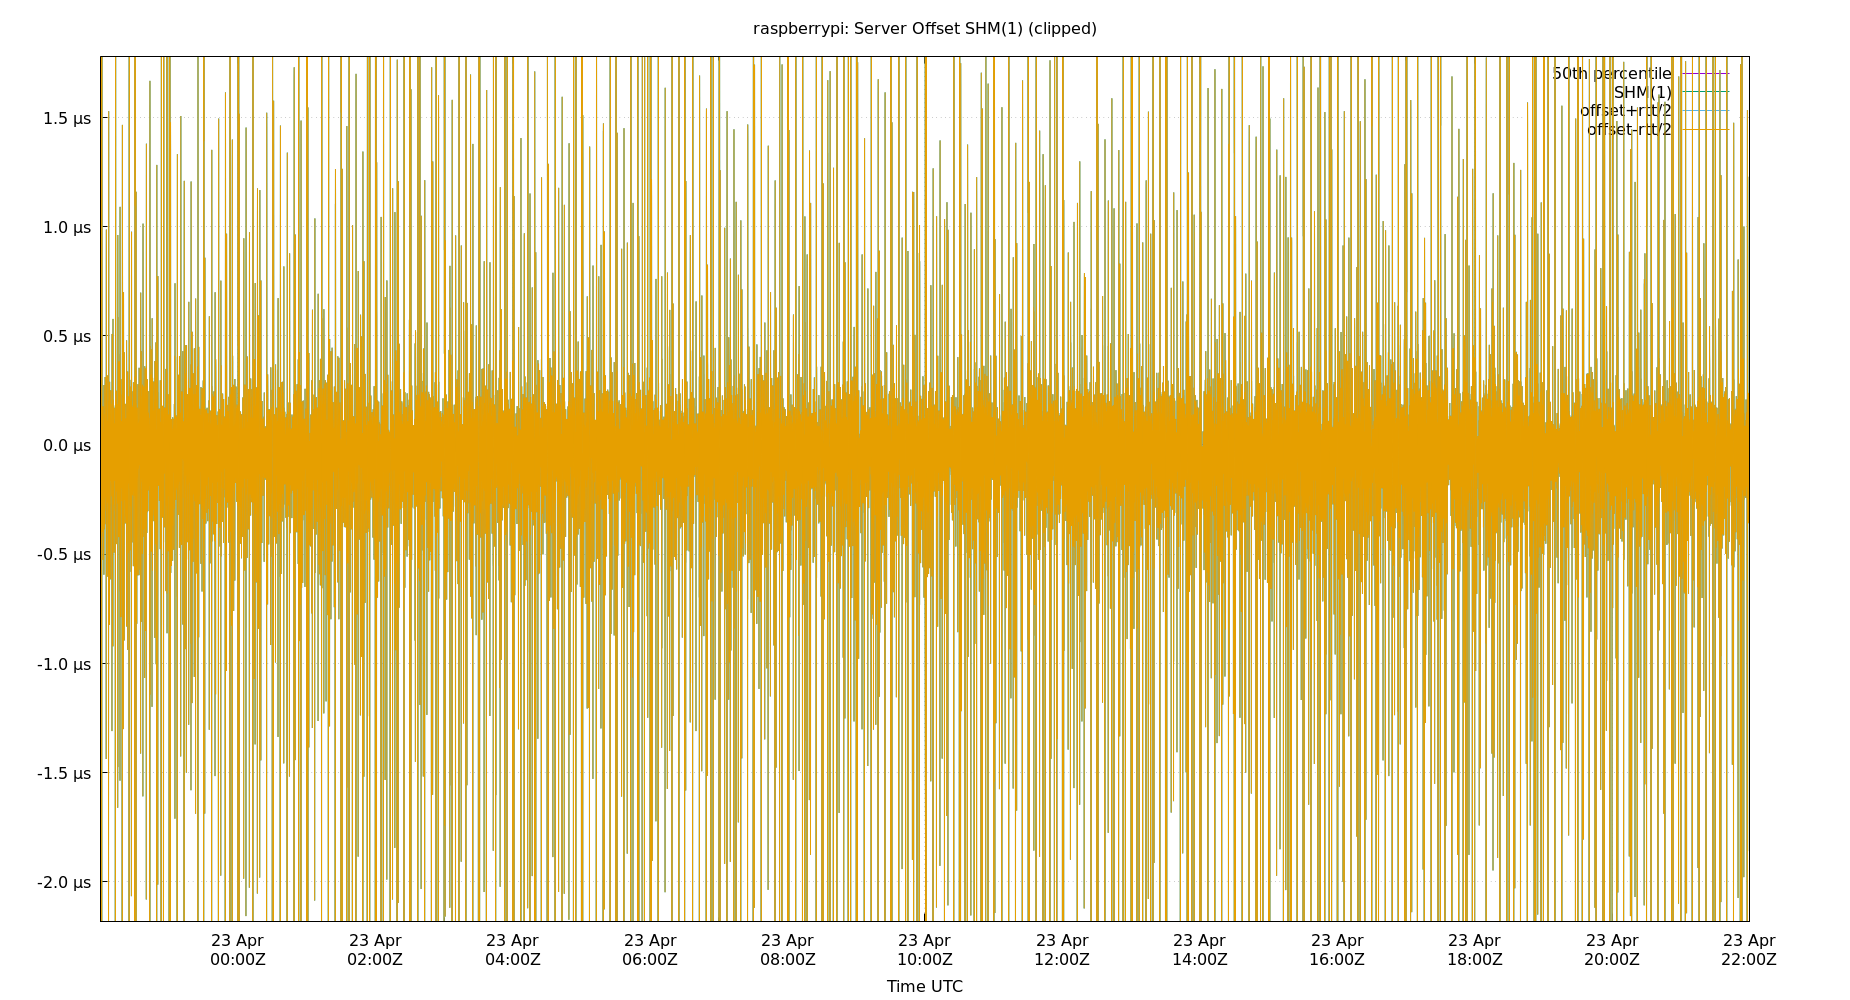 raspberrypi: Server Offset SHM(1) (clipped)
50th percentile
SHM(1)
offset+rtt/2
offset-rtt/2
1.5 µs
1.0 µs
0.5 µs
0.0 µs
-0.5 µs
-1.0 µs
-1.5 µs
-2.0 µs
23 Apr 23 Apr 23 Apr 23 Apr 23 Apr 23 Apr 23 Apr 23 Apr 23 Apr 23 Apr 23 Apr 23 Apr
00:00Z 02:00Z 04:00Z 06:00Z 08:00Z 10:00Z 12:00Z 14:00Z 16:00Z 18:00Z 20:00Z 22:00Z
Time UTC